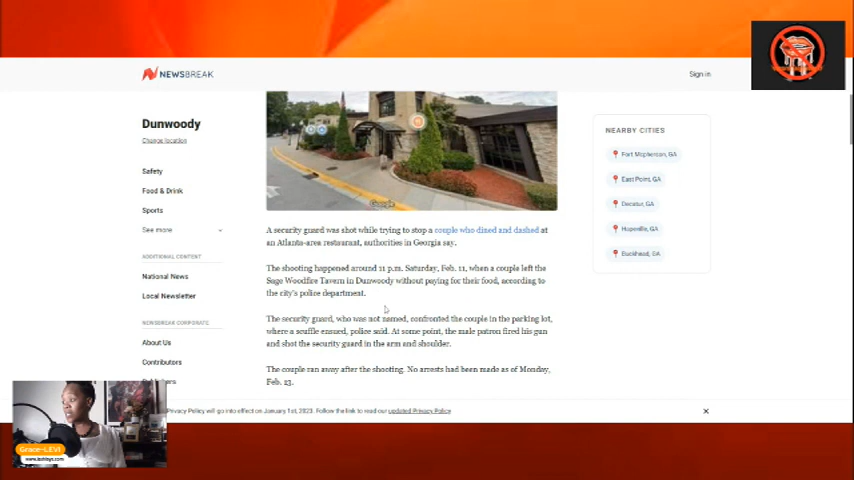 NEWSBREAK
Sign in
Dunwoody
Change location
Safety
Food & Drink
Sports
See more
ADDITIONAL CONTENT
National News
Local Newsletter
NEWSBREAK CORPORATE
About Us
Contributors
Google
A security guard was shot while trying to stop a couple who dined and dashed at
an Atlanta-area restaurant, authorities in Georgia say.
The shooting happened around 11 p.m. Saturday, Feb. 11, when a couple left the
Sage Woodfire Tavern in Dunwoody without paying for their food, according to
the city's police department.
The security guard, who was not named, confronted the couple in the parking lot,
where a scuffle ensued, police said. At some point, the male patron fired his gun
and shot the security guard in the arm and shoulder.
The couple ran away after the shooting. No arrests had been made as of Monday,
Feb. 23.
NEARBY CITIES
Fort Mcpherson, GA
East Point, GA
Decatur, GA
Hapeville, GA
Buckhead, GA
Privacy Policy will go into effect on January 1st, 2023. Follow the link to read our updated Privacy Policy
Grace-LEVI